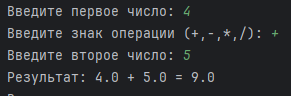 Введите первое число: 4
Введите знак операции (+,-,*,/): +
Введите второе число: 5
Результат: 4.0 + 5.0 = 9.0